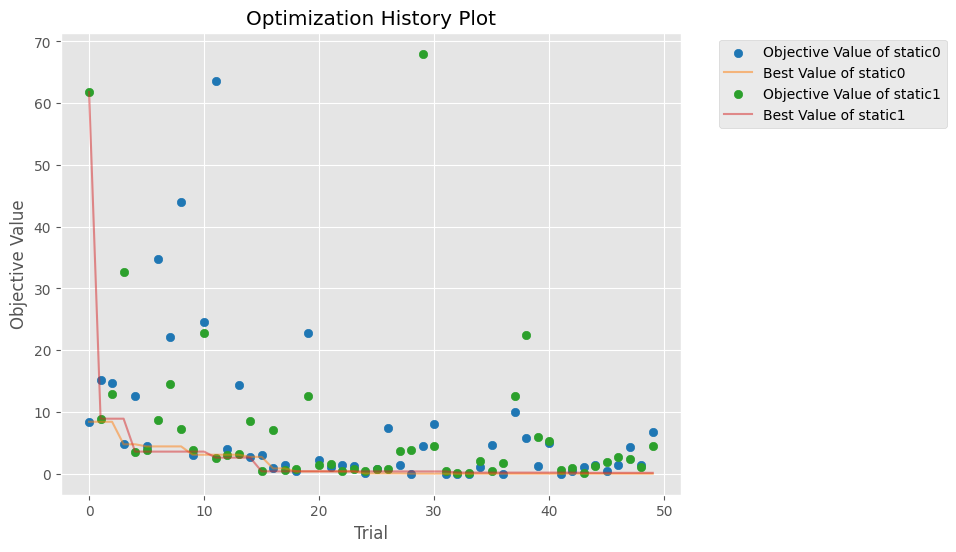 Optimization History Plot
Objective Value of static0
Best Value of static0
Objective Value of static1
Best Value of static1
70
60
50
40
30
20
10
0
Objective Value
0
10
20
30
40
50
Trial